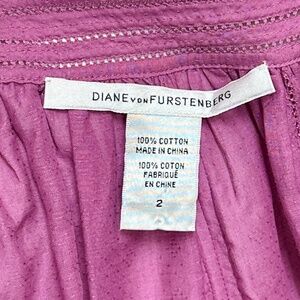 DIANE VON FURSTENBERG
100% COTTON
MADE IN CHINA
100% COTON
FABRIQUÉ
EN CHINE
2